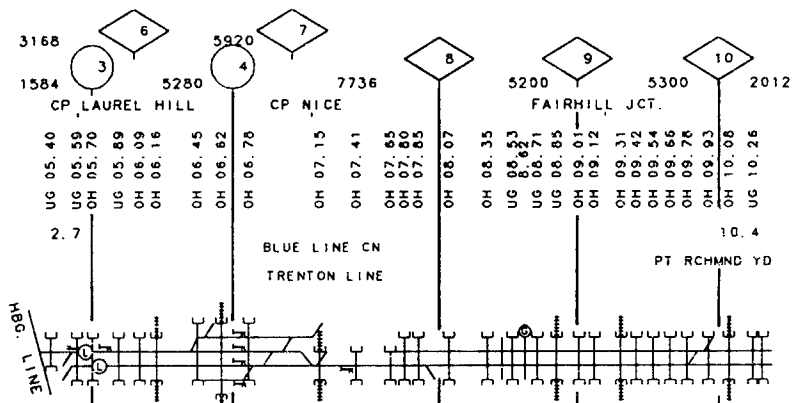 6 7
3168 5920
3 4 8 9 10
1584 5280 7736 5200 5300 2012
CP LAUREL HILL CP NICE FAIRHILL JCT.
UG 05.40
UG 05.59
OH 05.70
UG 05.89
OH 06.09
OH 06.16
OH 06.45
OH 06.62
OH 06.78
OH 07.15
OH 07.41
OH 07.65
OH 07.80
OH 07.85
OH 08.07
OH 08.35
UG 08.53
8.62
UG 08.71
UG 08.85
OH 09.01
OH 09.12
OH 09.31
OH 09.42
OH 09.54
OH 09.66
OH 09.78
OH 09.93
OH 10.08
UG 10.26
2.7 10.4
BLUE LINE CN
TRENTON LINE
PT RCHMND YD
HBG. LINE
L
L
G